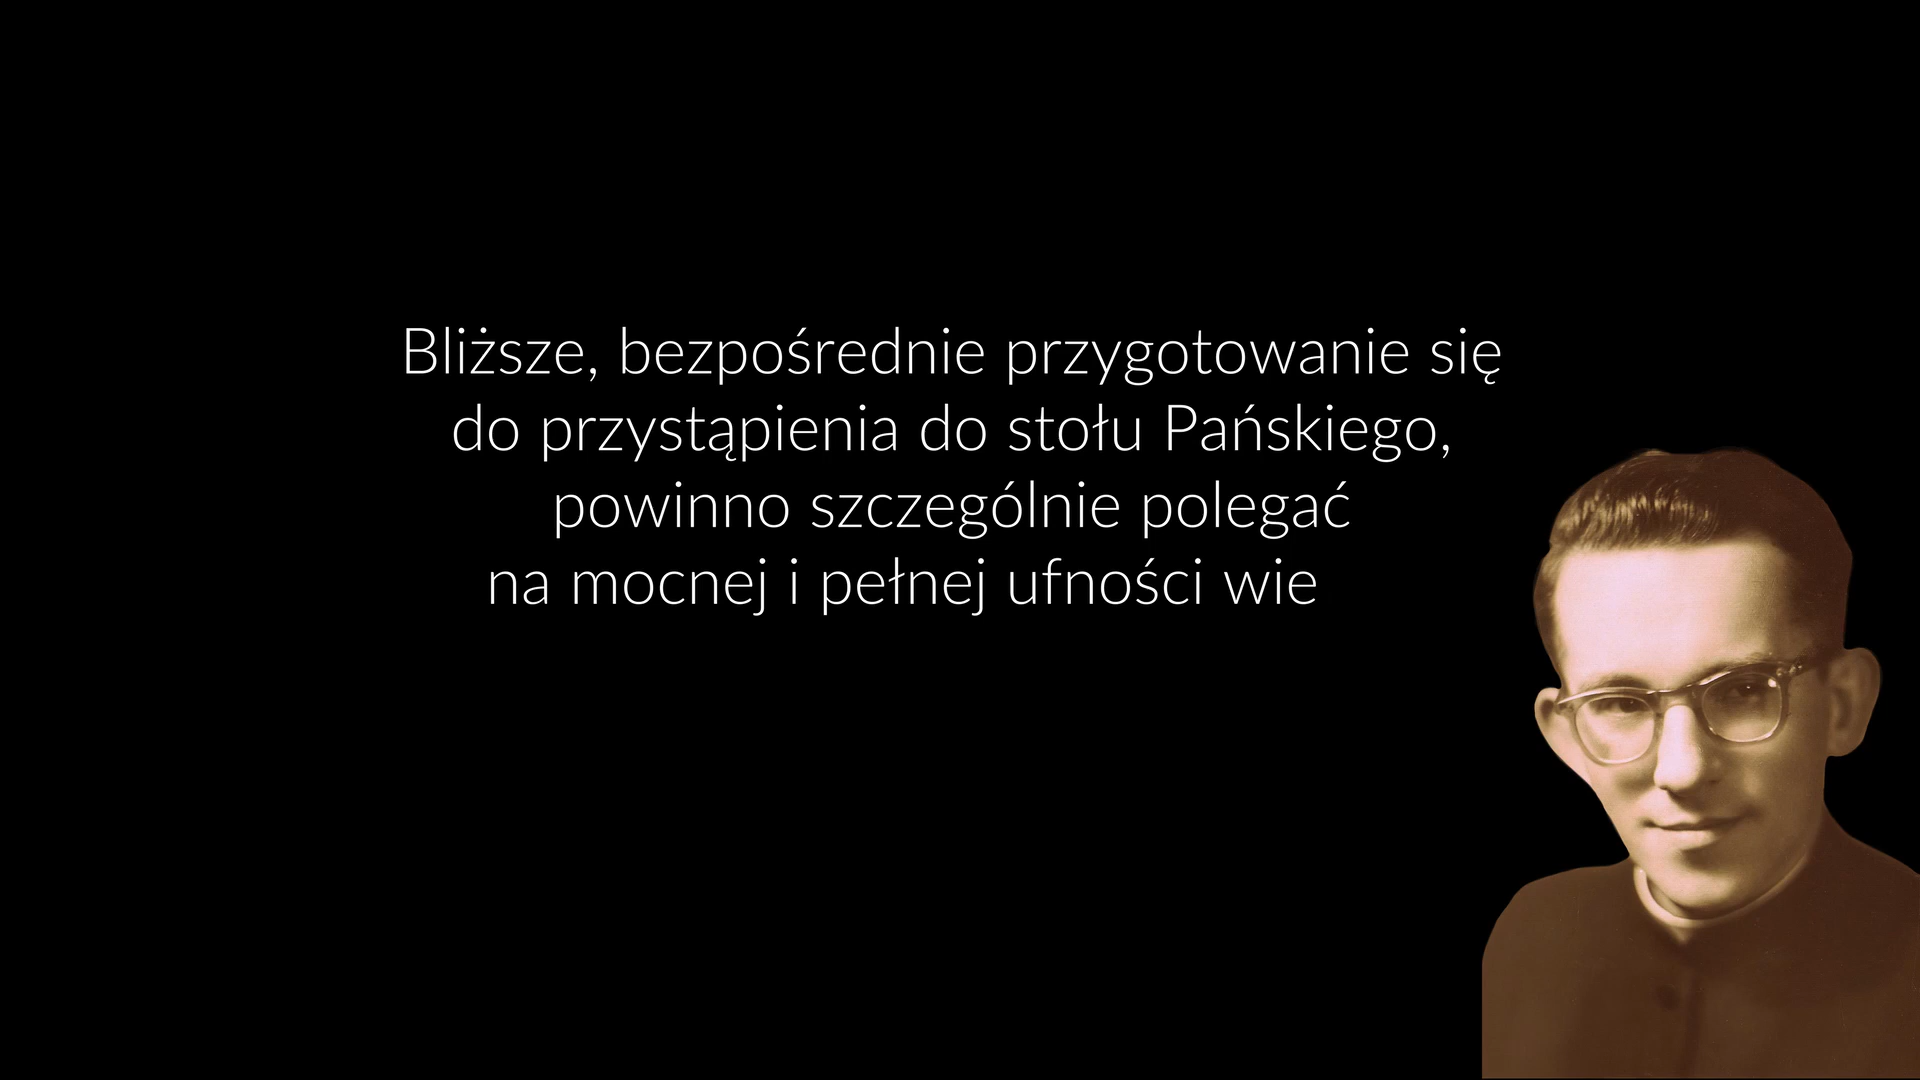 Bliższe, bezpośrednie przygotowanie się
do przystąpienia do stołu Pańskiego,
powinno szczególnie polegać
na mocnej i pełnej ufności wie